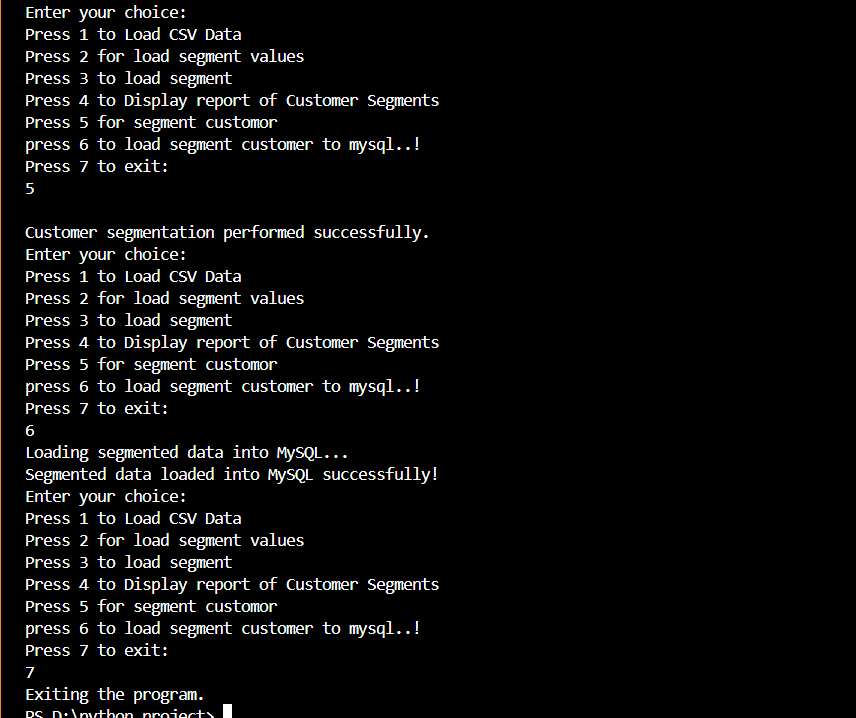 Enter your choice:
Press 1 to Load CSV Data
Press 2 for load segment values
Press 3 to load segment
Press 4 to Display report of Customer Segments
Press 5 for segment customor
press 6 to load segment customer to mysql..!
Press 7 to exit:
5
Customer segmentation performed successfully.
Enter your choice:
Press 1 to Load CSV Data
Press 2 for load segment values
Press 3 to load segment
Press 4 to Display report of Customer Segments
Press 5 for segment customor
press 6 to load segment customer to mysql..!
Press 7 to exit:
6
Loading segmented data into MySQL...
Segmented data loaded into MySQL successfully!
Enter your choice:
Press 1 to Load CSV Data
Press 2 for load segment values
Press 3 to load segment
Press 4 to Display report of Customer Segments
Press 5 for segment customor
press 6 to load segment customer to mysql..!
Press 7 to exit:
7
Exiting the program.
PS D:\python project>